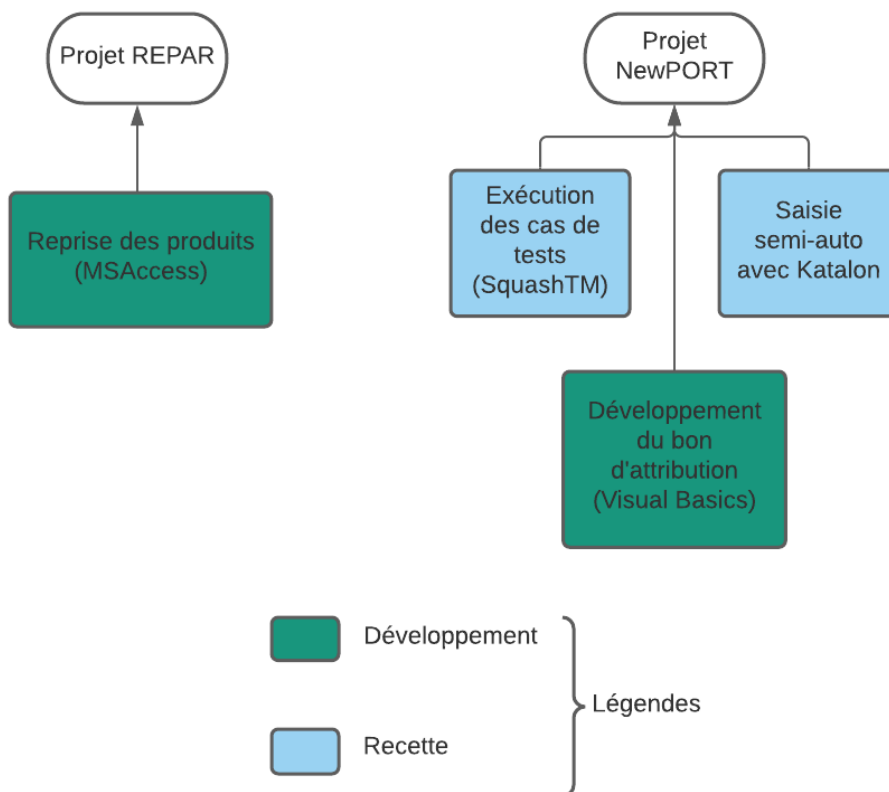 Projet REPAR
Projet
NewPORT
Reprise des produits
(MSAccess)
Exécution
des cas de
tests
(SquashTM)
Saisie
semi-auto
avec Katalon
Développement
du bon
d'attribution
(Visual Basics)
Développement
Recette
Légendes